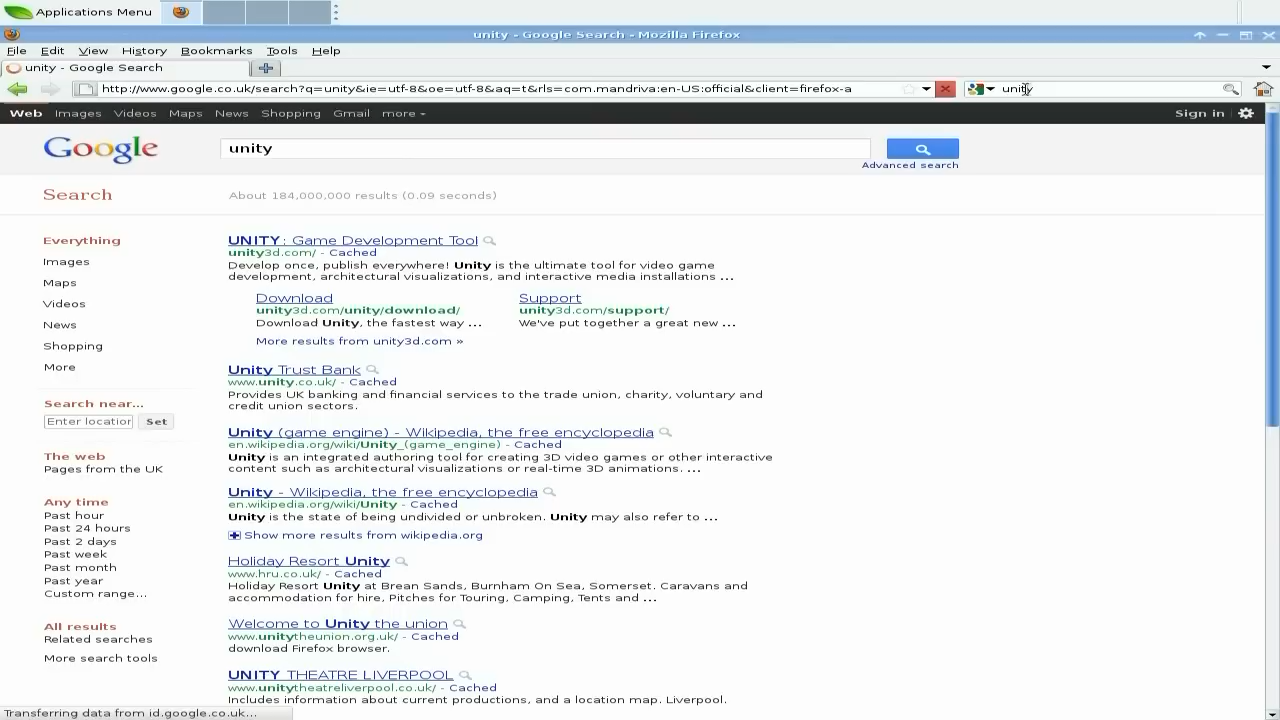 Applications Menu
unity - Google Search - Mozilla Firefox
File Edit View History Bookmarks Tools Help
unity - Google Search
http://www.google.co.uk/search?q=unity&ie=utf-8&oe=utf-8&aq=t&rls=com.mandriva:en-US:official&client=firefox-a
unity
Web Images Videos Maps News Shopping Gmail more
Sign in
Google
unity
Advanced search
Search
About 184,000,000 results (0.09 seconds)
Everything
Images
Maps
Videos
News
Shopping
More
Search near...
Enter location
Set
The web
Pages from the UK
Any time
Past hour
Past 24 hours
Past 2 days
Past week
Past month
Past year
Custom range...
All results
Related searches
More search tools
UNITY: Game Development Tool
unity3d.com/ - Cached
Develop once, publish everywhere! Unity is the ultimate tool for video game
development, architectural visualizations, and interactive media installations ...
Download
unity3d.com/unity/download/
Download Unity, the fastest way ...
Support
unity3d.com/support/
We've put together a great new ...
More results from unity3d.com »
Unity Trust Bank
www.unity.co.uk/ - Cached
Provides UK banking and financial services to the trade union, charity, voluntary and
credit union sectors.
Unity (game engine) - Wikipedia, the free encyclopedia
en.wikipedia.org/wiki/Unity_(game_engine) - Cached
Unity is an integrated authoring tool for creating 3D video games or other interactive
content such as architectural visualizations or real-time 3D animations. ...
Unity - Wikipedia, the free encyclopedia
en.wikipedia.org/wiki/Unity - Cached
Unity is the state of being undivided or unbroken. Unity may also refer to ...
Show more results from wikipedia.org
Holiday Resort Unity
www.hru.co.uk/ - Cached
Holiday Resort Unity at Brean Sands, Burnham On Sea, Somerset. Caravans and
accommodation for hire, Pitches for Touring, Camping, Tents and ...
Welcome to Unity the union
www.unitytheunion.org.uk/ - Cached
download Firefox browser.
UNITY THEATRE LIVERPOOL
www.unitytheatreliverpool.co.uk/ - Cached
Includes information about current productions, and a location map. Liverpool.
Transferring data from id.google.co.uk...